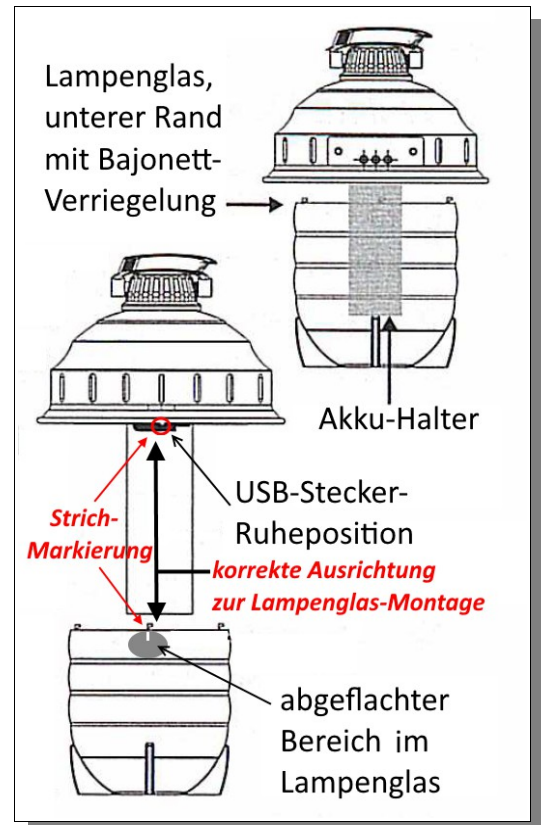 Lampenglas,
unterer Rand
mit Bajonett-
Verriegelung
Akku-Halter
USB-Stecker-
Ruheposition
Strich-
Markierung
korrekte Ausrichtung
zur Lampenglas-Montage
abgeflachter
Bereich im
Lampenglas